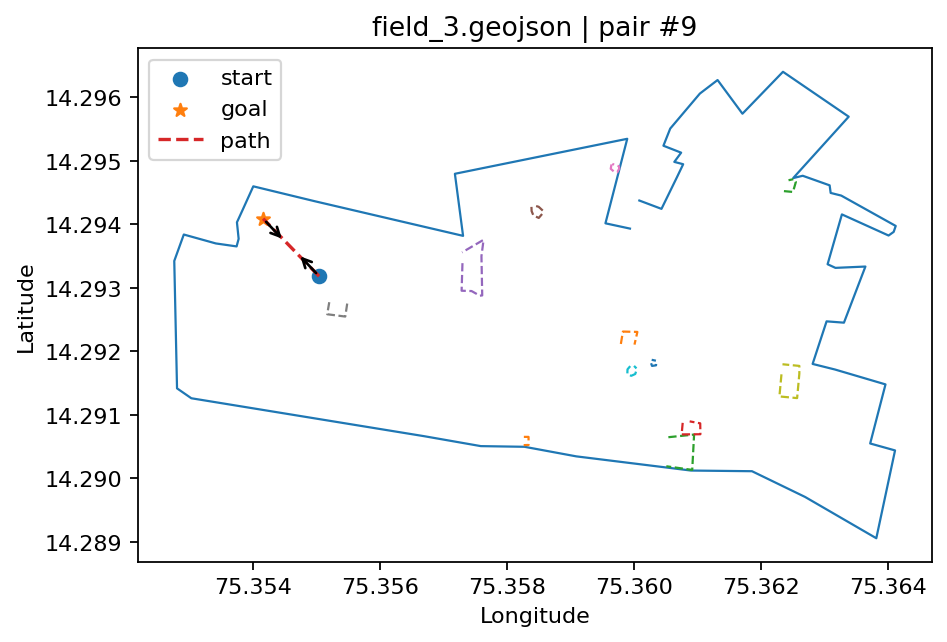 field_3.geojson | pair #9
start
goal
path
14.296
14.295
14.294
14.293
14.292
14.291
14.290
14.289
Latitude
75.354 75.356 75.358 75.360 75.362 75.364
Longitude